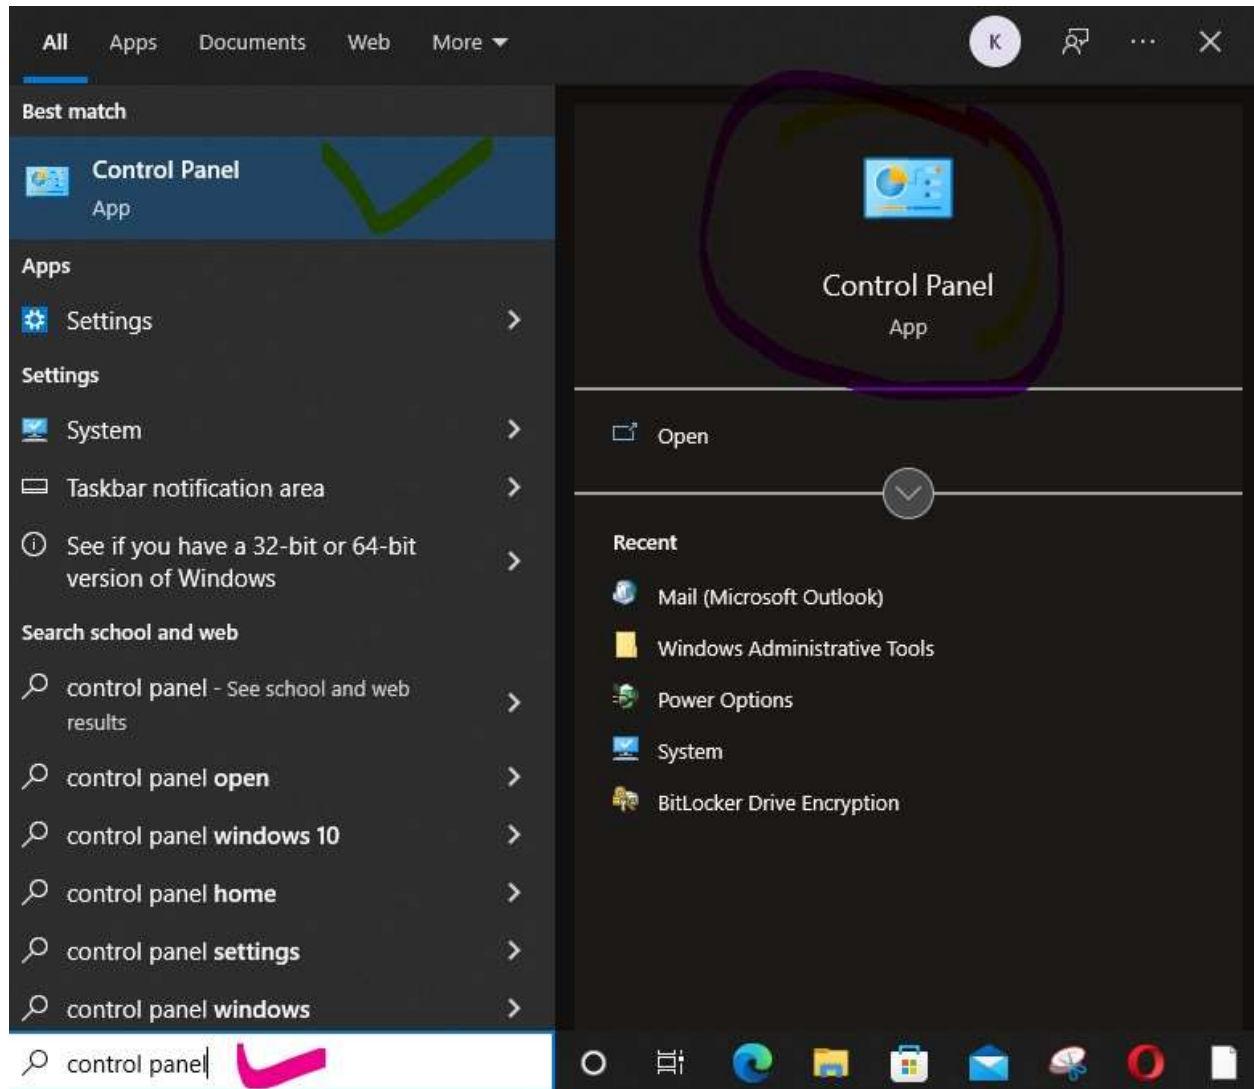 All Apps Documents Web More
K
Best match
Control Panel
App
Apps
Settings
Settings
System
Taskbar notification area
See if you have a 32-bit or 64-bit
version of Windows
Search school and web
control panel - See school and web
results
control panel open
control panel windows 10
control panel home
control panel settings
control panel windows
control panel
Control Panel
App
Open
Recent
Mail (Microsoft Outlook)
Windows Administrative Tools
Power Options
System
BitLocker Drive Encryption